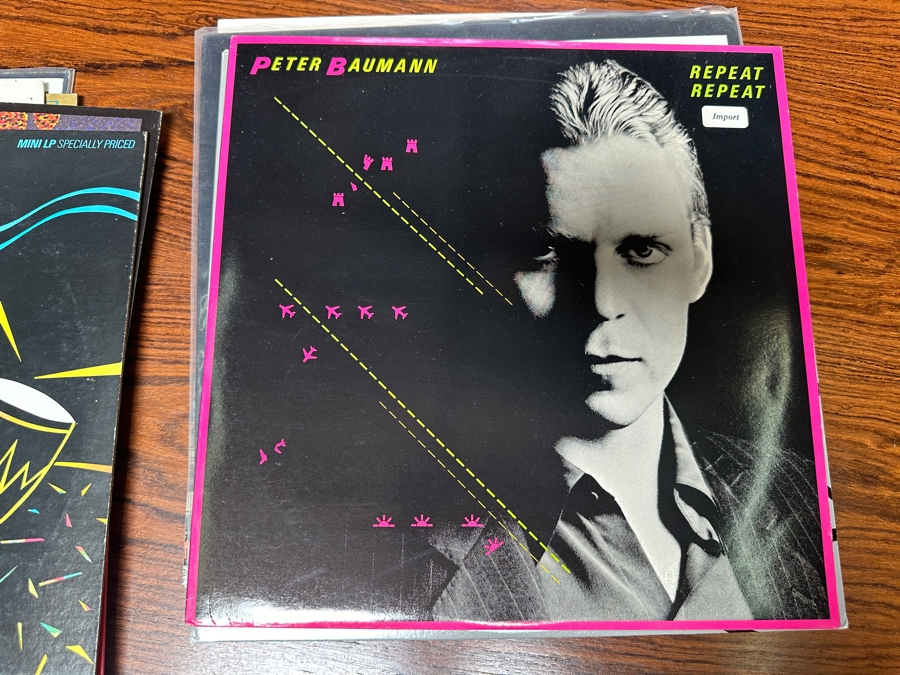 PETER BAUMANN
REPEAT
REPEAT
Import
MINI LP SPECIALLY PRICED